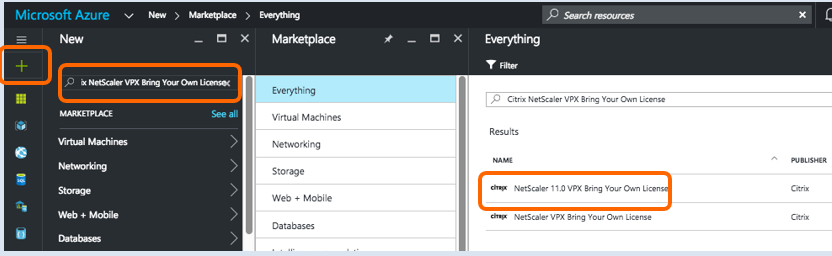 Microsoft Azure New > Marketplace > Everything Search resources
New
ix NetScaler VPX Bring Your Own License
MARKETPLACE See all
Virtual Machines
Networking
Storage
Web + Mobile
Databases
Marketplace
Everything
Virtual Machines
Networking
Storage
Web + Mobile
Databases
Everything
Filter
Citrix NetScaler VPX Bring Your Own License
Results
NAME PUBLISHER
CITRIX NetScaler 11.0 VPX Bring Your Own License Citrix
CITRIX NetScaler VPX Bring Your Own License Citrix